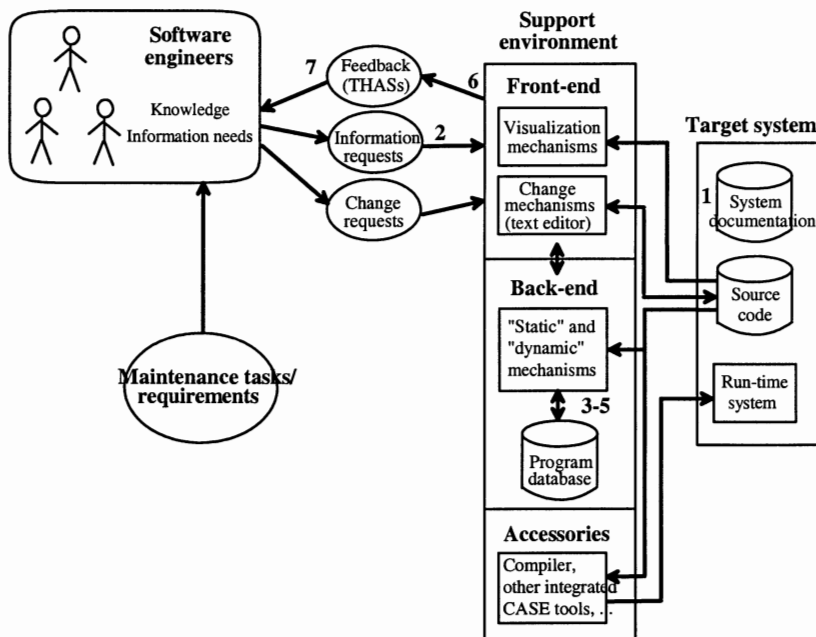 Software
engineers
Knowledge
Information needs
7
Feedback
(THASs)
6
Information
requests
2
Change
requests
Maintenance tasks/
requirements
Support
environment
Front-end
Visualization
mechanisms
Change
mechanisms
(text editor)
Back-end
"Static" and
"dynamic"
mechanisms
3-5
Program
database
Accessories
Compiler,
other integrated
CASE tools, ...
Target system
1
System
documentation
Source
code
Run-time
system